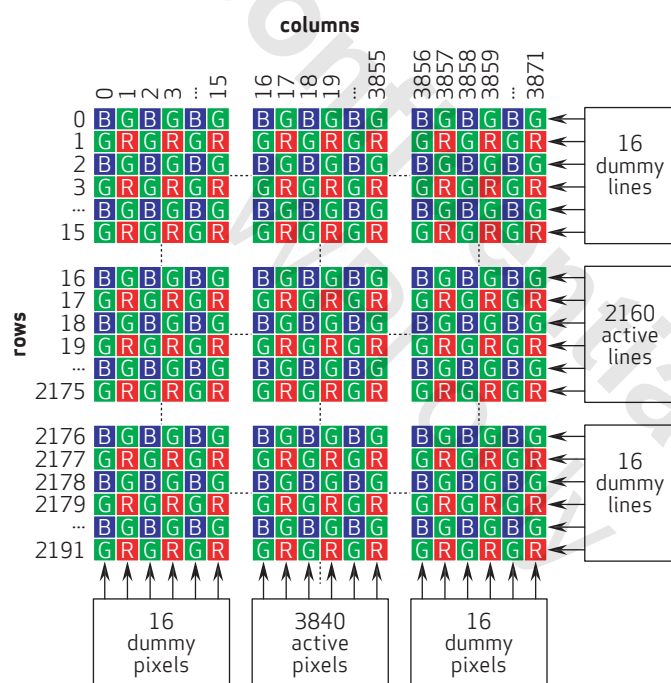 columns
0 1 2 3 ... 15 16 17 18 19 ... 3855 3856 3857 3858 3859 ... 3871
0 B G B G B G B G B G B G B G B G B G
1 G R G R G R G R G R G R G R G R G R
2 B G B G B G B G B G B G B G B G B G
3 G R G R G R G R G R G R G R G R G R
... B G B G B G B G B G B G B G B G B G
15 G R G R G R G R G R G R G R G R G R
16
dummy
lines
rows
16 B G B G B G B G B G B G B G B G B G
17 G R G R G R G R G R G R G R G R G R
18 B G B G B G B G B G B G B G B G B G
19 G R G R G R G R G R G R G R G R G R
... B G B G B G B G B G B G B G B G B G
2175 G R G R G R G R G R G R G R G R G R
2160
active
lines
2176 B G B G B G B G B G B G B G B G B G
2177 G R G R G R G R G R G R G R G R G R
2178 B G B G B G B G B G B G B G B G B G
2179 G R G R G R G R G R G R G R G R G R
... B G B G B G B G B G B G B G B G B G
2191 G R G R G R G R G R G R G R G R G R
16
dummy
lines
16
dummy
pixels
3840
active
pixels
16
dummy
pixels